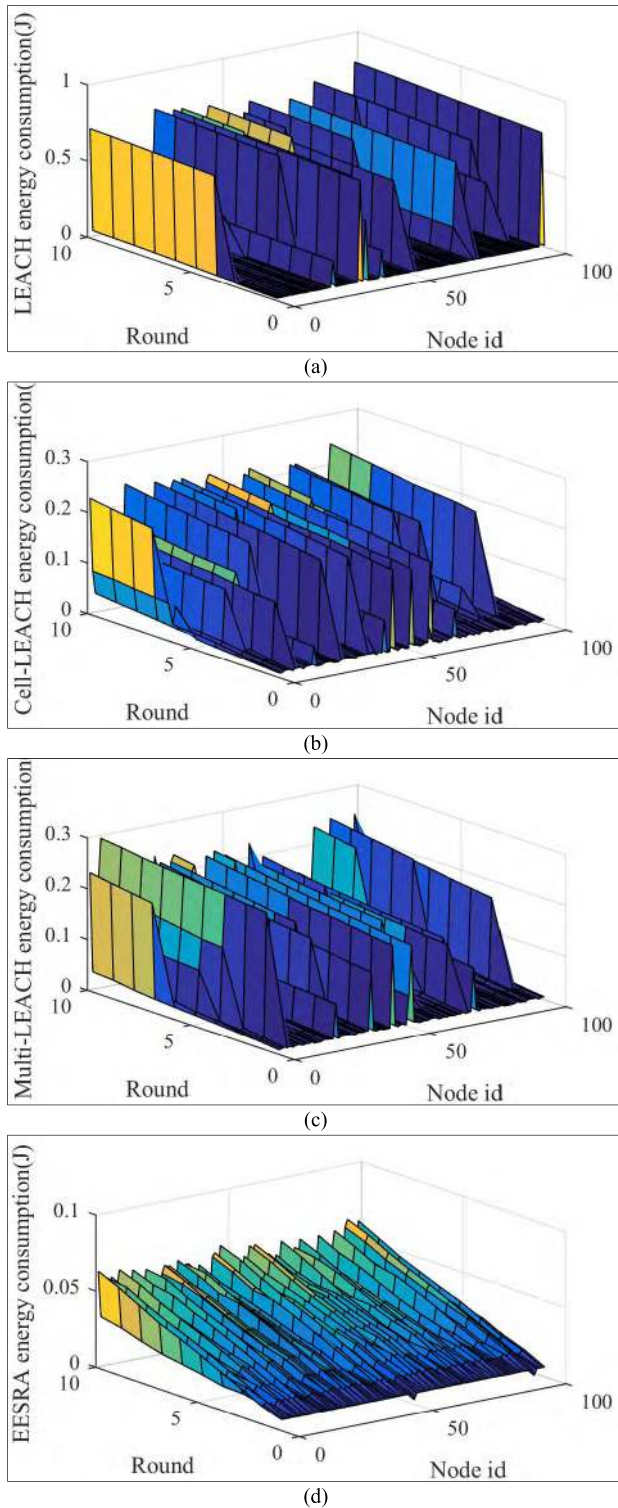 LEACH energy consumption(J)
1
0.5
0
10
5
0
Round
0
50
100
Node id
(a)
Cell-LEACH energy consumption(
0.3
0.2
0.1
0
10
5
0
Round
0
50
100
Node id
(b)
Multi-LEACH energy consumption
0.3
0.2
0.1
0
10
5
0
Round
0
50
100
Node id
(c)
EESRA energy consumption(J)
0.1
0.05
0
10
5
0
Round
0
50
100
Node id
(d)